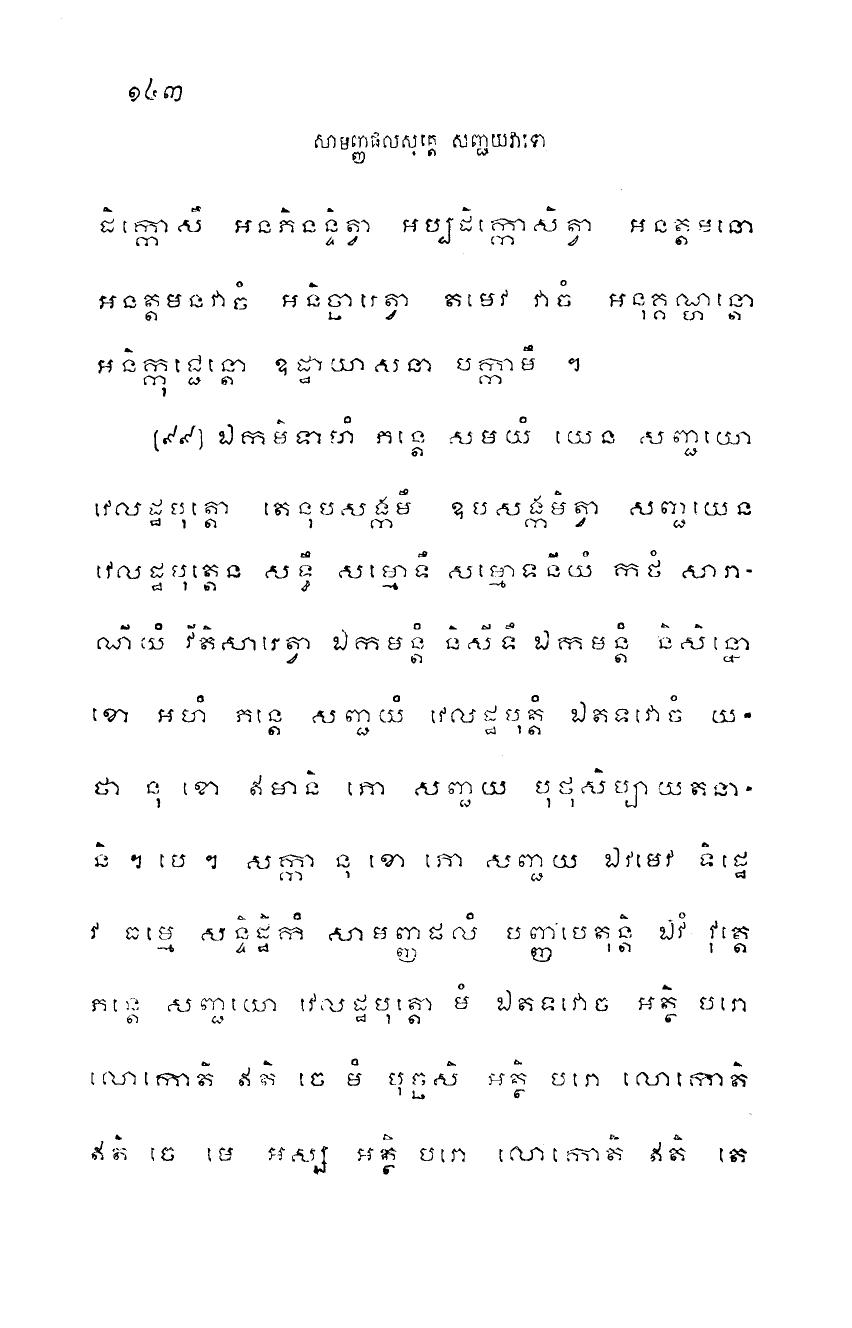 ១៤៣
សាមញ្ញផលសុត្តេ សញ្ជយវាទោ
ដិក្កោសឹ អនភិនន្ទិត្វា អប្បដិក្កោសិត្វា អនត្តមនោ
អនត្តមនវាចំ អនិច្ឆារេត្វា តមេវ វាចំ អនុគ្គណ្ហន្តោ
អនិក្កុជ្ជេន្តោ ឧដ្ឋាយាសនា បក្កាមឹ ។
(៩៩) ឯកមិទាហំ ភន្តេ សមយំ យេន សញ្ជយោ
វេលដ្ឋបុត្តោ តេនុបសង្កមឹ ឧបសង្កមិត្វា សញ្ជយេន
វេលដ្ឋបុត្តេន សទ្ធឹ សម្មោទឹ សម្មោទនីយំ កថំ សារា-
ណីយំ វីតិសារេត្វា ឯកមន្តំ និសីទឹ ឯកមន្តំ និសិន្នោ
ខោ អហំ ភន្តេ សញ្ជយំ វេលដ្ឋបុត្តំ ឯតទវោចំ យ-
ថា នុ ខោ ឥមានិ ភោ សញ្ជយ បុថុសិប្បាយតនា-
និ ។ បេ ។ សក្កា នុ ខោ ភោ សញ្ជយ ឯវមេវ ទិដ្ឋេ
វ ធម្មេ សន្ទិដ្ឋិកំ សាមញ្ញផលំ បញ្ញាបេតុន្តិ ឯវំ វុត្តេ
ភន្តេ សញ្ជយោ វេលដ្ឋបុត្តោ មំ ឯតទវោច អត្ថិ បរោ
លោកោតិ ឥតិ ចេ មំ បុច្ឆសិ អត្ថិ បរោ លោកោតិ
ឥតិ ចេ មេ អស្ស អត្ថិ បរោ លោកោតិ ឥតិ តេ